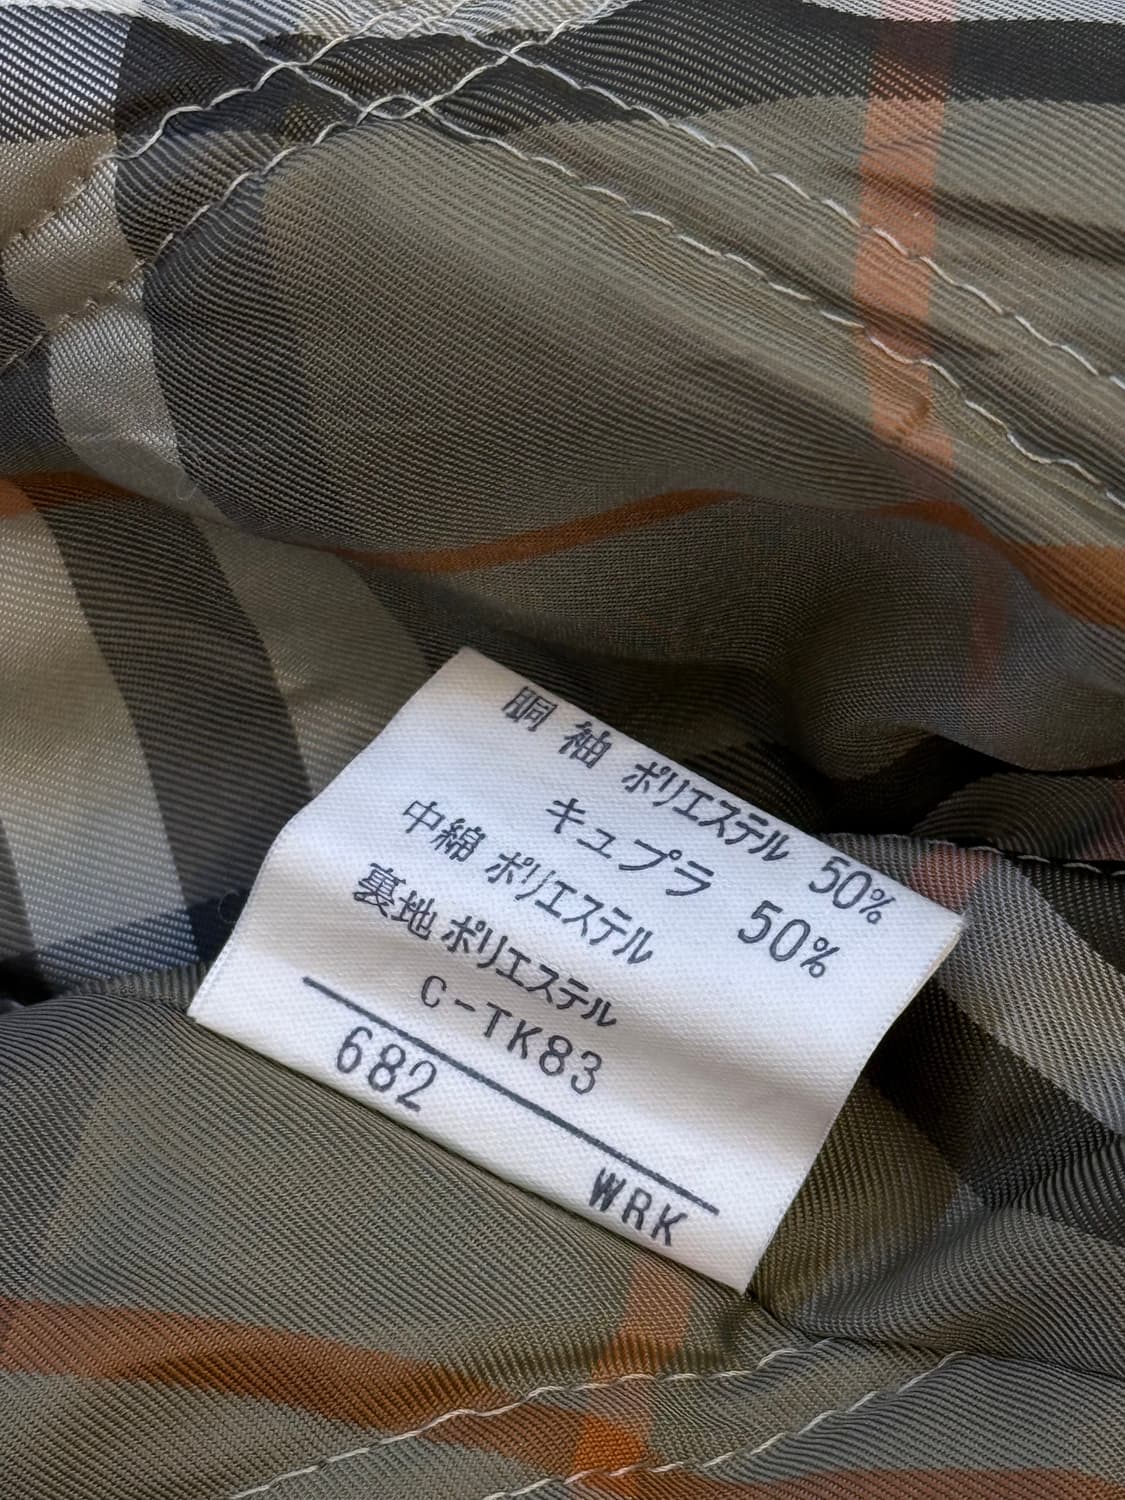 胴 袖 ポリエステル 50%
キュプラ 50%
中綿 ポリエステル
裏地 ポリエステル
C-TK83
682
WRK